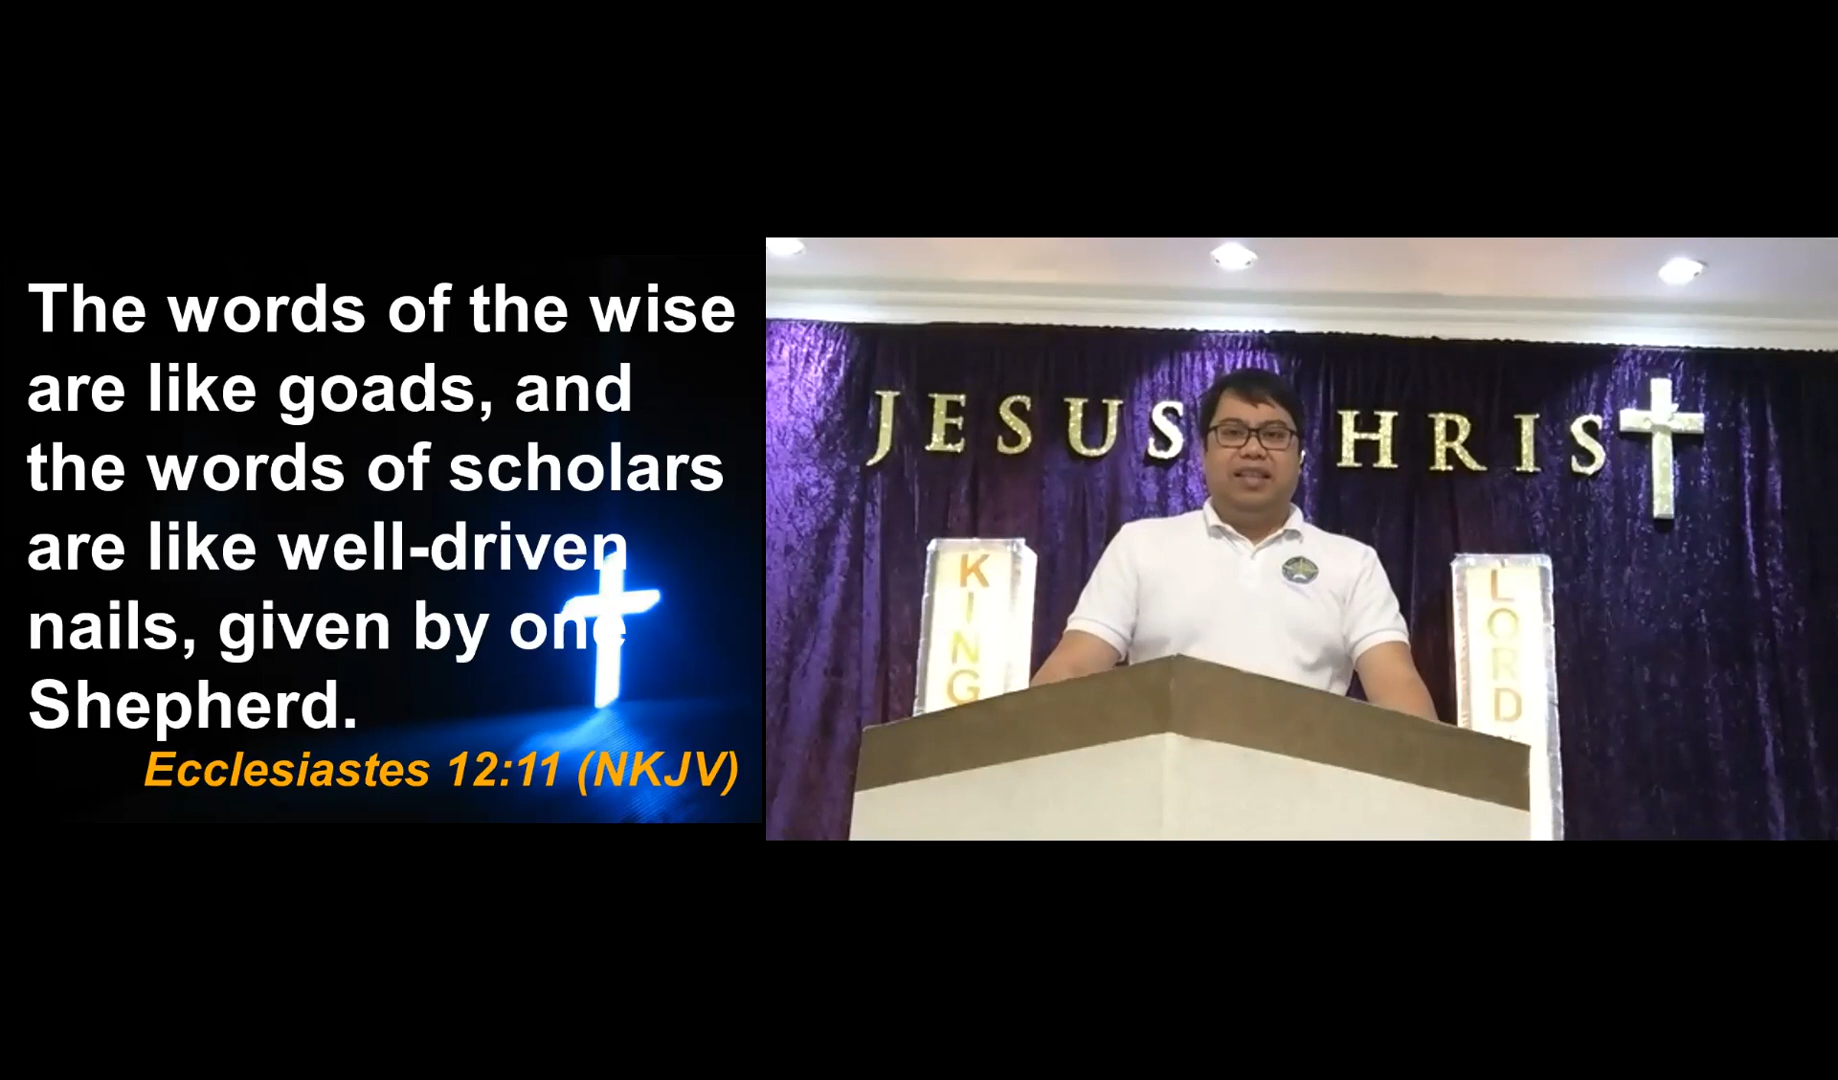 The words of the wise
are like goads, and
the words of scholars
are like well-driven
nails, given by one
Shepherd.
Ecclesiastes 12:11 (NKJV)
JESUS HRIST
KING
LORD